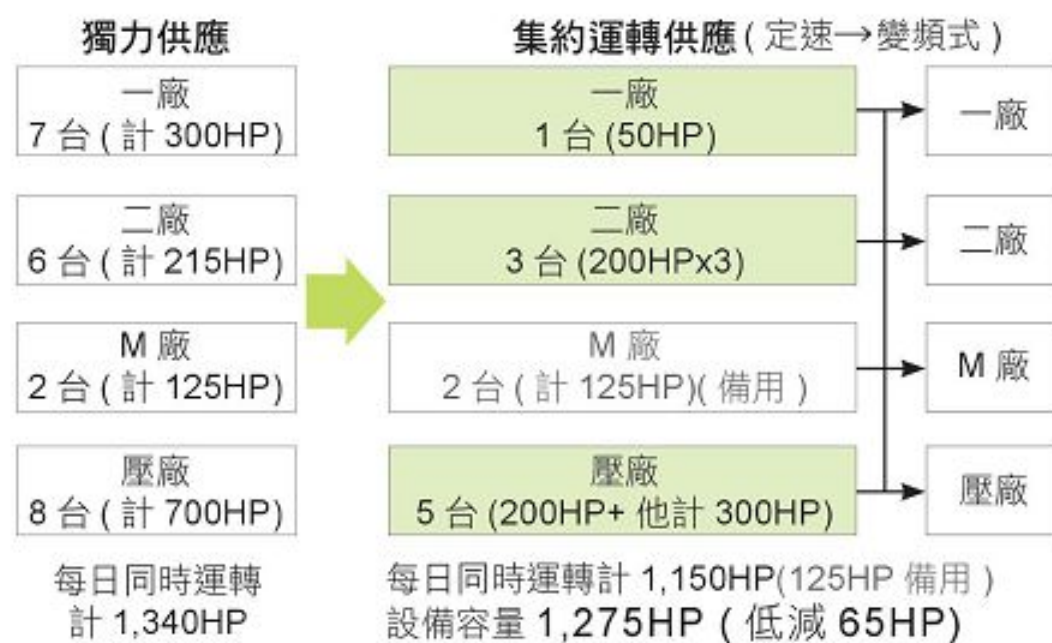 獨力供應
一廠
7 台 ( 計 300HP)
二廠
6 台 ( 計 215HP)
M 廠
2 台 ( 計 125HP)
壓廠
8 台 ( 計 700HP)
每日同時運轉
計 1,340HP
集約運轉供應 ( 定速→變頻式 )
一廠
1 台 (50HP)
二廠
3 台 (200HPx3)
M 廠
2 台 ( 計 125HP)( 備用 )
壓廠
5 台 (200HP+ 他計 300HP)
一廠
二廠
M 廠
壓廠
每日同時運轉計 1,150HP(125HP 備用 )
設備容量 1,275HP ( 低減 65HP)